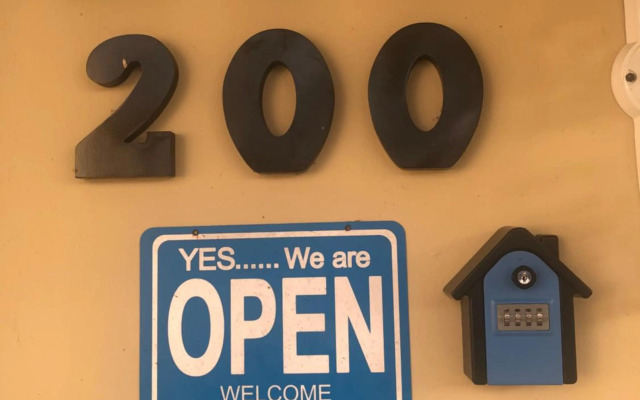 200
YES...... We are
OPEN
WELCOME